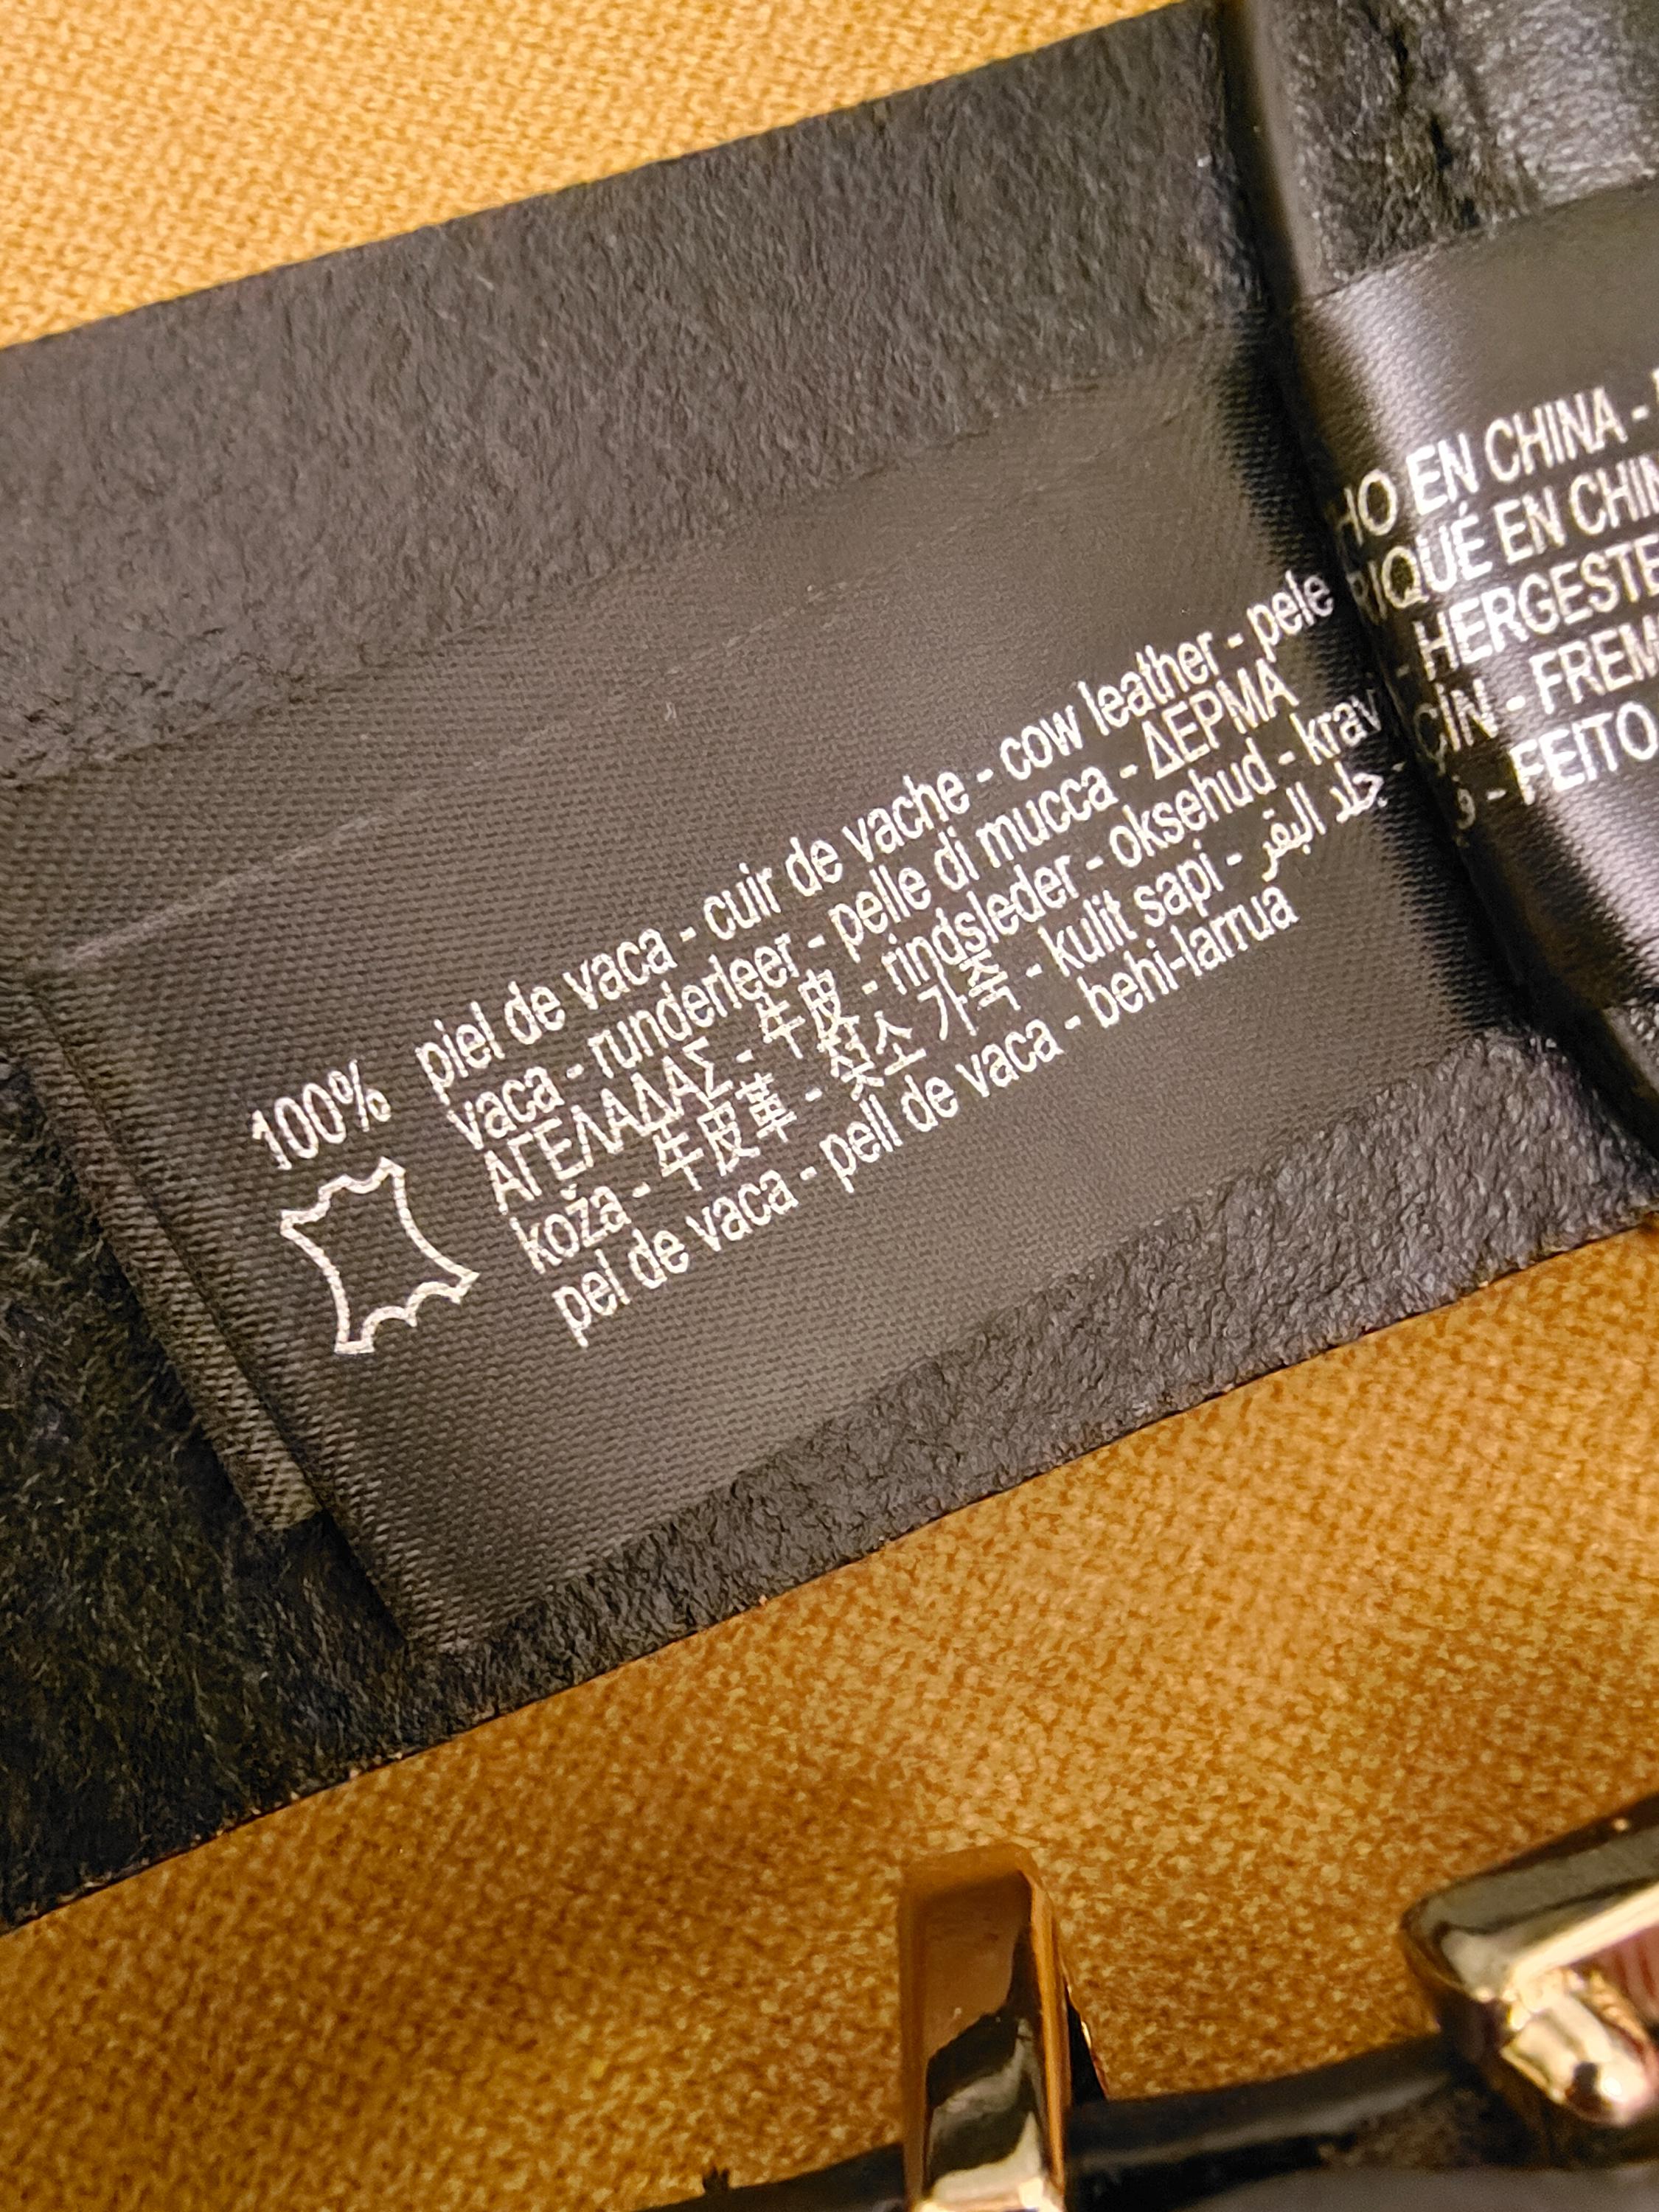 100% piel de vaca - cuir de vache - cow leather - pele
vaca - runderleer - pelle di mucca - ΔΕΡΜΑ
ΑΓΕΛΑΔΑΣ - 牛皮 - rindsleder - oksehud - krav
koža - 牛皮革 - 젖소 가죽 - kulit sapi - جلد البقر -
pel de vaca - pell de vaca - behi-larrua
HO EN CHINA -
RIQUÉ EN CHIN
- HERGESTE
CÍN - FREM
و - FEITO